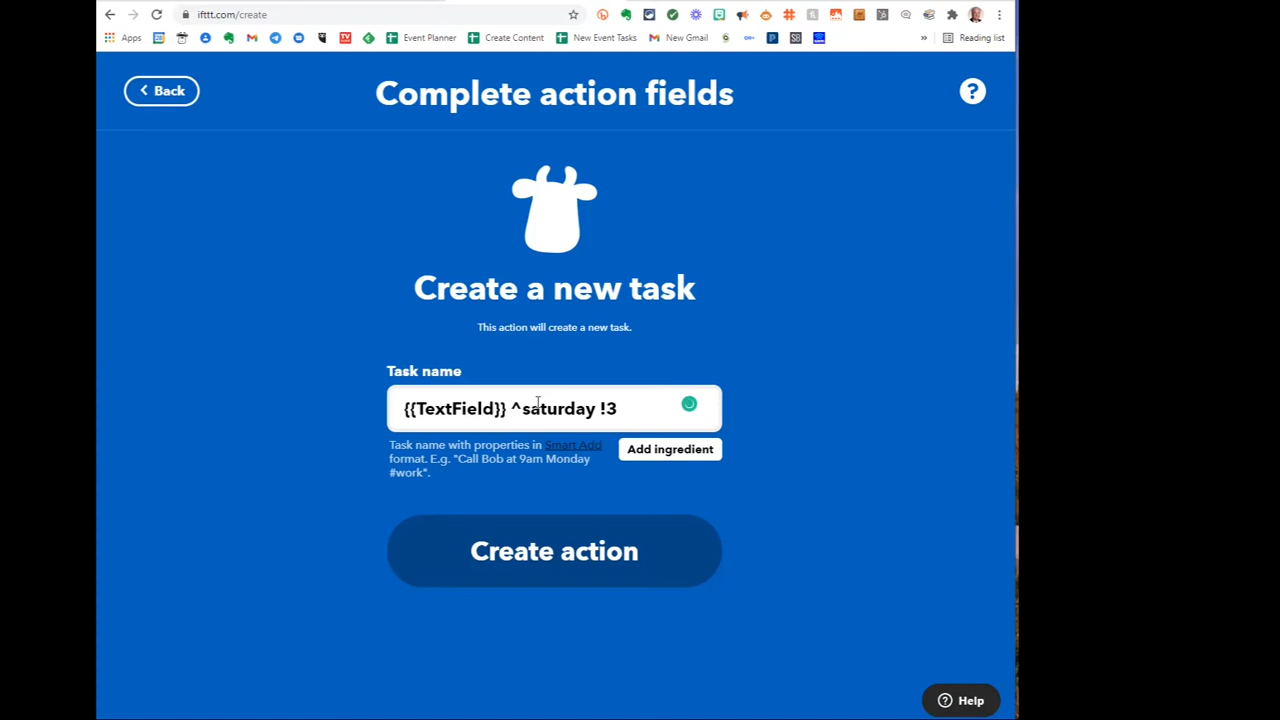 ifttt.com/create
Apps
Event Planner
Create Content
New Event Tasks
New Gmail
»
Reading list
Back
Complete action fields
?
Create a new task
This action will create a new task.
Task name
{{TextField}} ^saturday !3
Task name with properties in Smart Add
format. E.g. "Call Bob at 9am Monday
#work".
Add ingredient
Create action
Help